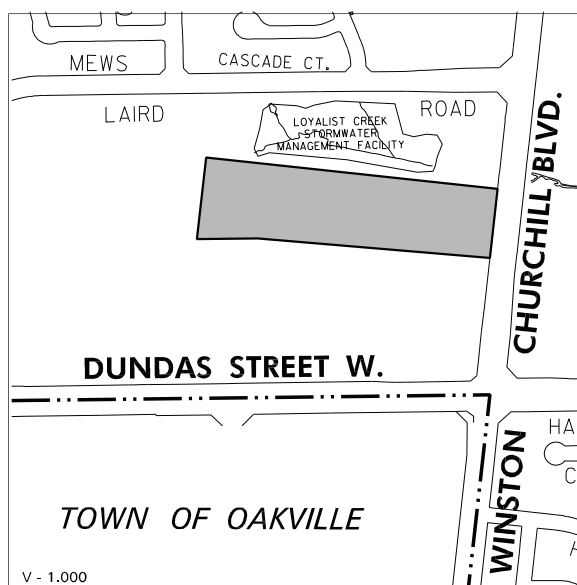 MEWS
CASCADE CT.
LAIRD ROAD
LOYALIST CREEK
STORMWATER
MANAGEMENT FACILITY
CHURCHILL BLVD.
DUNDAS STREET W.
WINSTON
HA
C
TOWN OF OAKVILLE
V - 1.000